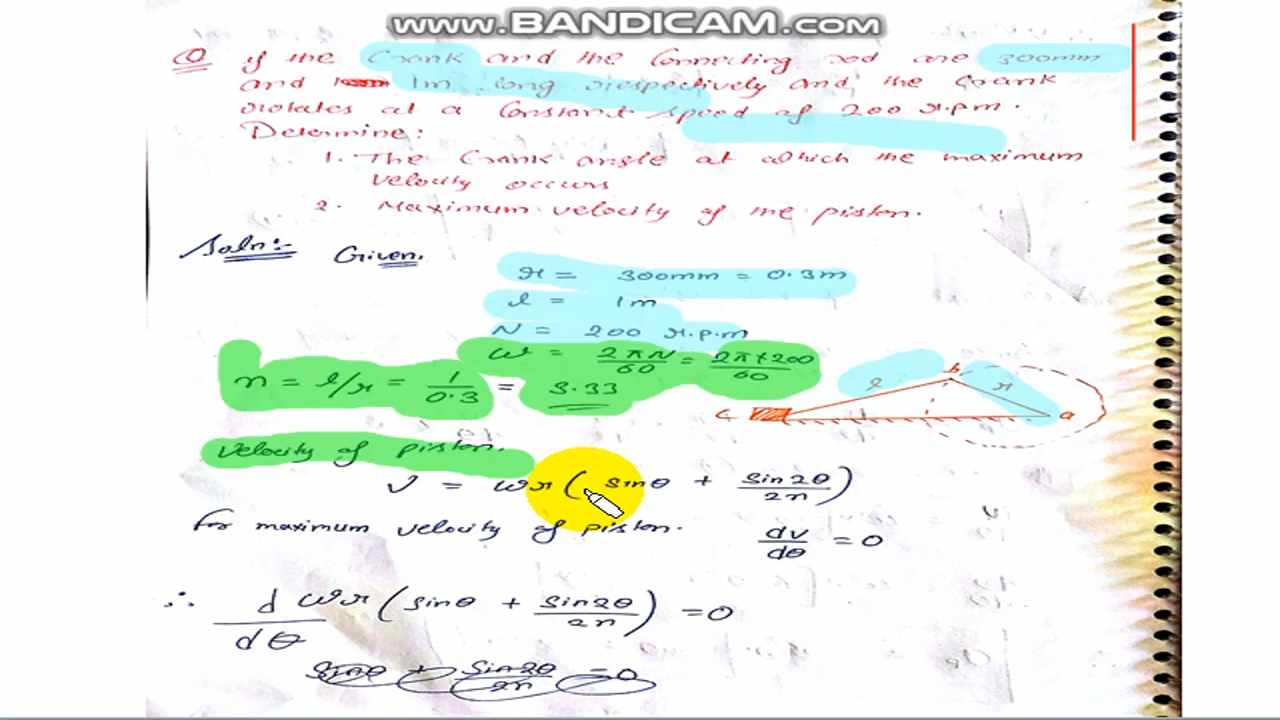 WWW.BANDICAM.COM
Q If the Crank and the Connecting rod are 300mm
and 1m long respectively and the Crank
rotates at a Constant speed of 200 r.p.m.
Determine:
1. The Crank angle at which the maximum
velocity occurs
2. Maximum velocity of the piston.
Soln:- Given.
r = 300mm = 0.3m
l = 1m
N = 200 r.p.m
ω = 2πN/60 = 2π×200/60
n = l/r = 1/0.3 = 3.33
l b r
c a
Velocity of piston.
v = ωr ( sinθ + sin2θ/2n )
For maximum velocity of piston. dv/dθ = 0
∴ d/dθ ωr ( sinθ + sin2θ/2n ) = 0
sinθ + sin2θ/2n = 0